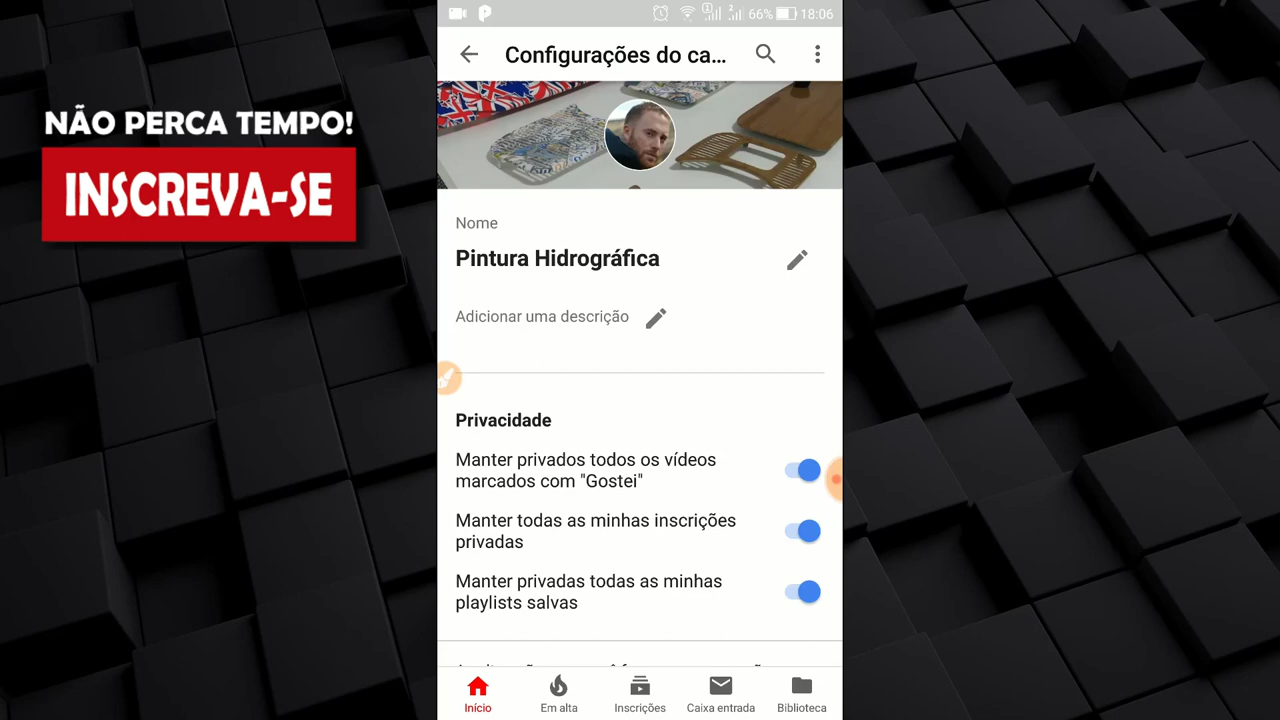 NÃO PERCA TEMPO!
INSCREVA-SE
1 2 66% 18:06
Configurações do ca...
Nome
Pintura Hidrográfica
Adicionar uma descrição
Privacidade
Manter privados todos os vídeos
marcados com "Gostei"
Manter todas as minhas inscrições
privadas
Manter privadas todas as minhas
playlists salvas
Início
Em alta
Inscrições
Caixa entrada
Biblioteca